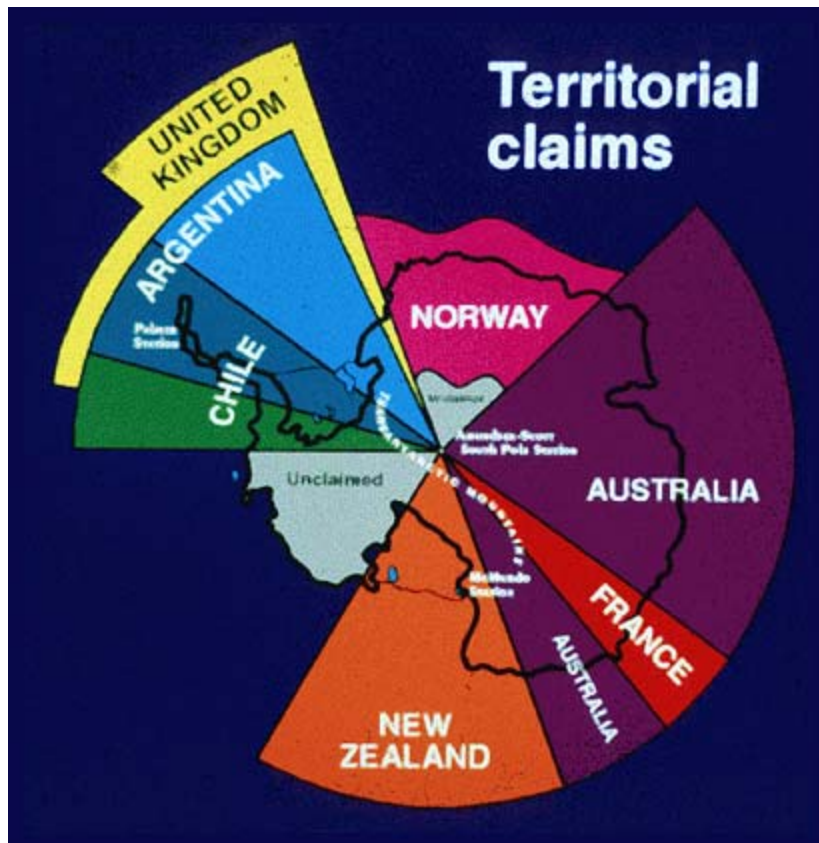 Territorial
claims
UNITED
KINGDOM
ARGENTINA
NORWAY
Palmer
Station
CHILE
Unclaimed
Amundsen-Scott
South Pole Station
TRANSANTARCTIC MOUNTAINS
Unclaimed
AUSTRALIA
McMurdo
Station
FRANCE
AUSTRALIA
NEW
ZEALAND